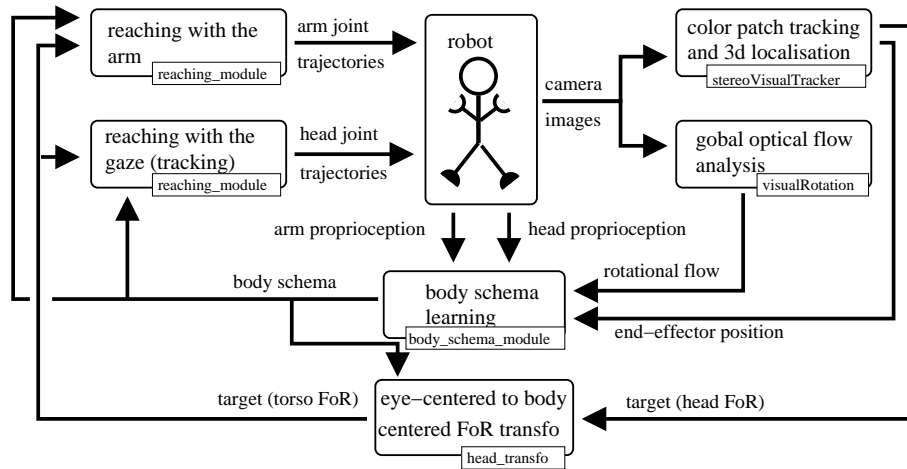 reaching with the
arm
reaching_module
arm joint
trajectories
robot
camera
images
color patch tracking
and 3d localisation
stereoVisualTracker
reaching with the
gaze (tracking)
reaching_module
head joint
trajectories
gobal optical flow
analysis
visualRotation
arm proprioception
head proprioception
body schema
body schema
learning
body_schema_module
rotational flow
end−effector position
target (torso FoR)
eye−centered to body
centered FoR transfo
head_transfo
target (head FoR)